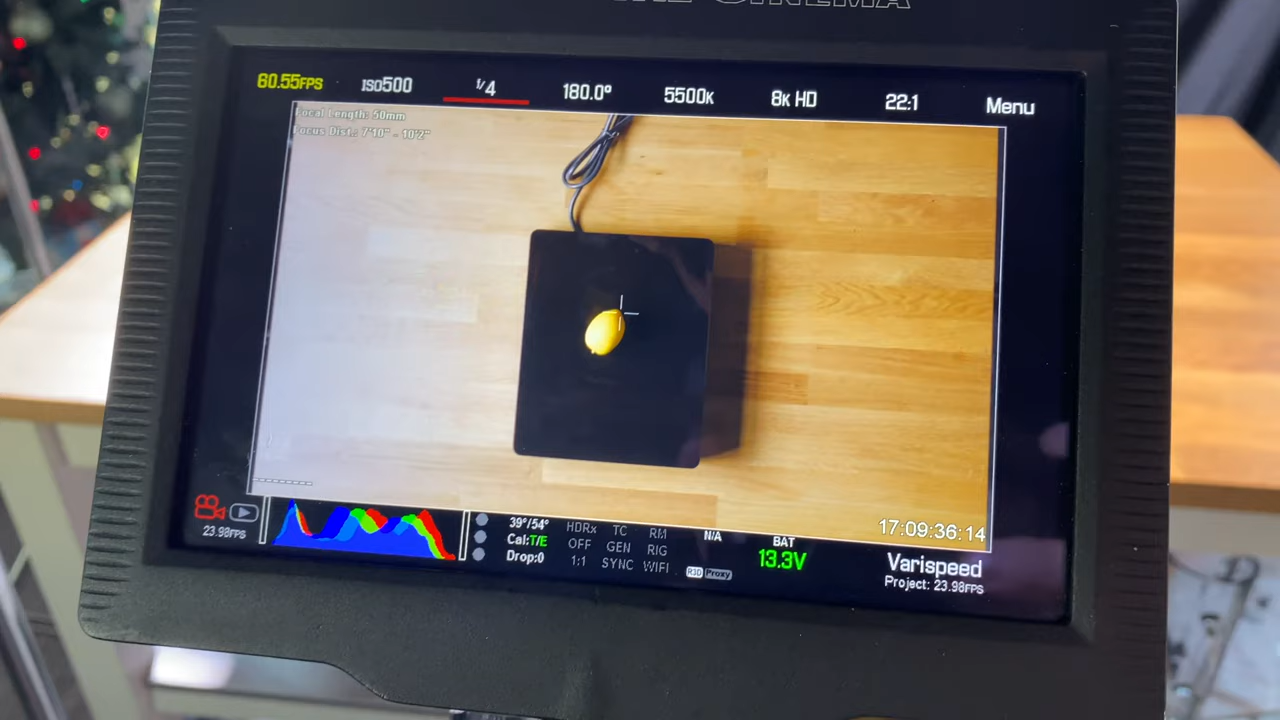 CINEMA
60.55FPS ISO500 f/4 180.0° 5500K 8K HD 22:1 Menu
Focal Length: 50mm
Focus Dist.: 7'10" - 10'2"
17:09:36:14
23.98FPS
39°/54° HDRx TC RM N/A BAT
Cal:T/E OFF GEN RIG 13.3V Varispeed
Drop:0 1:1 SYNC WIFI R3D Proxy Project: 23.98FPS